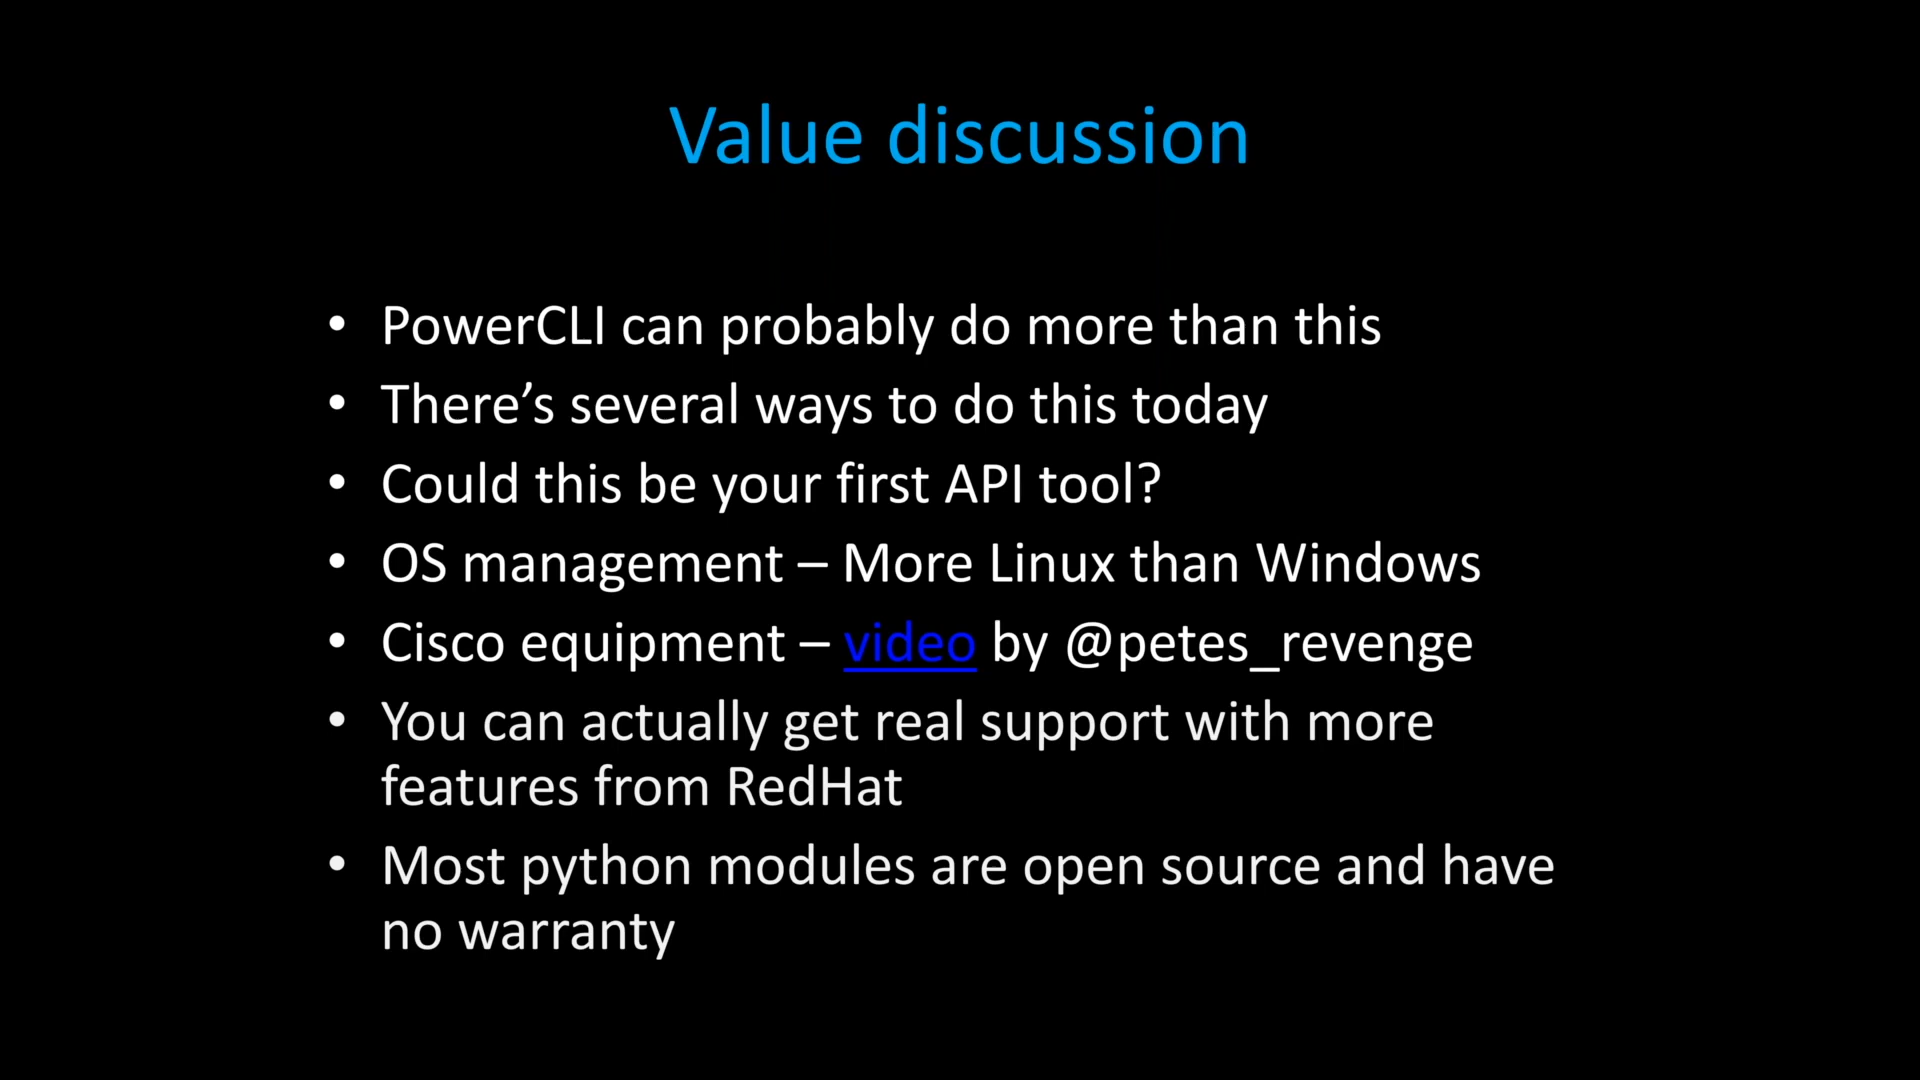 Value discussion
• PowerCLI can probably do more than this
• There’s several ways to do this today
• Could this be your first API tool?
• OS management – More Linux than Windows
• Cisco equipment – video by @petes_revenge
• You can actually get real support with more
features from RedHat
• Most python modules are open source and have
no warranty